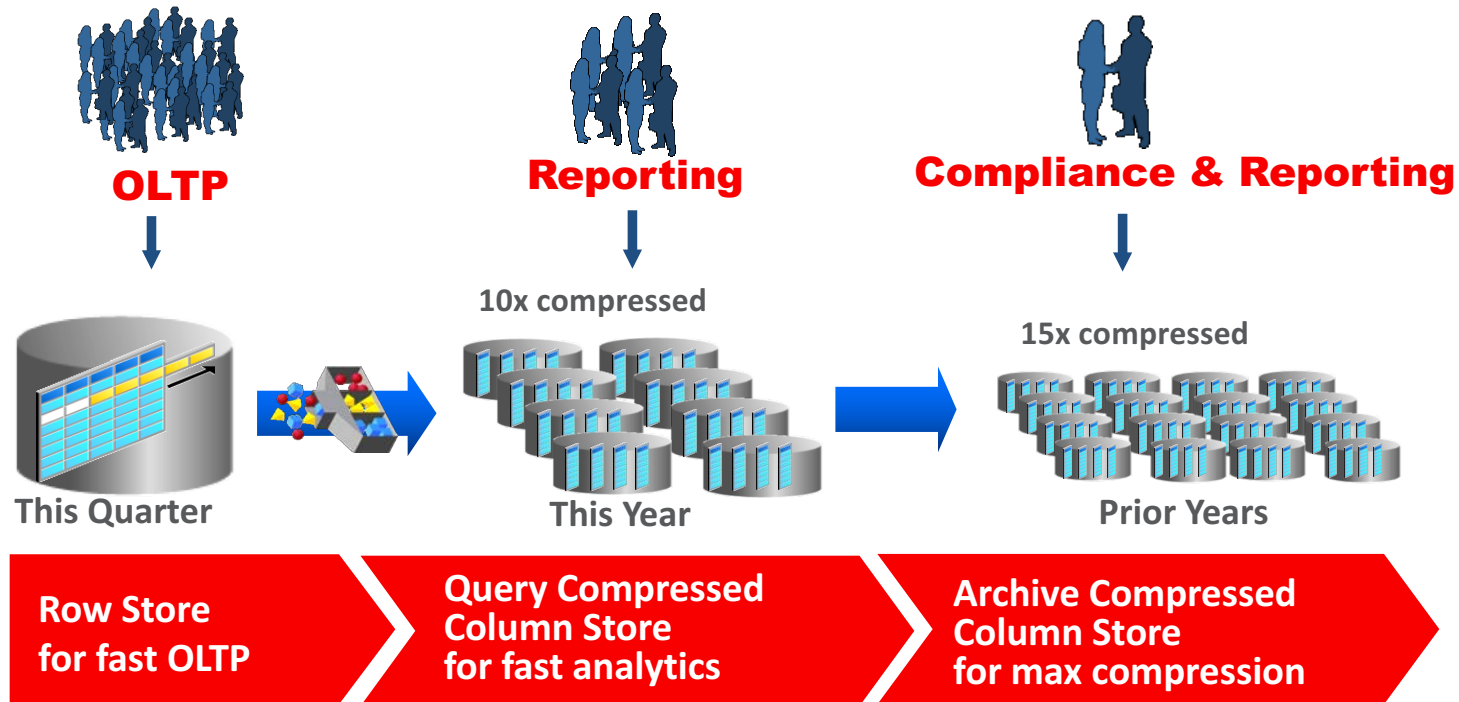 OLTP
Reporting
Compliance & Reporting
10x compressed
15x compressed
This Quarter
This Year
Prior Years
Row Store
for fast OLTP
Query Compressed
Column Store
for fast analytics
Archive Compressed
Column Store
for max compression